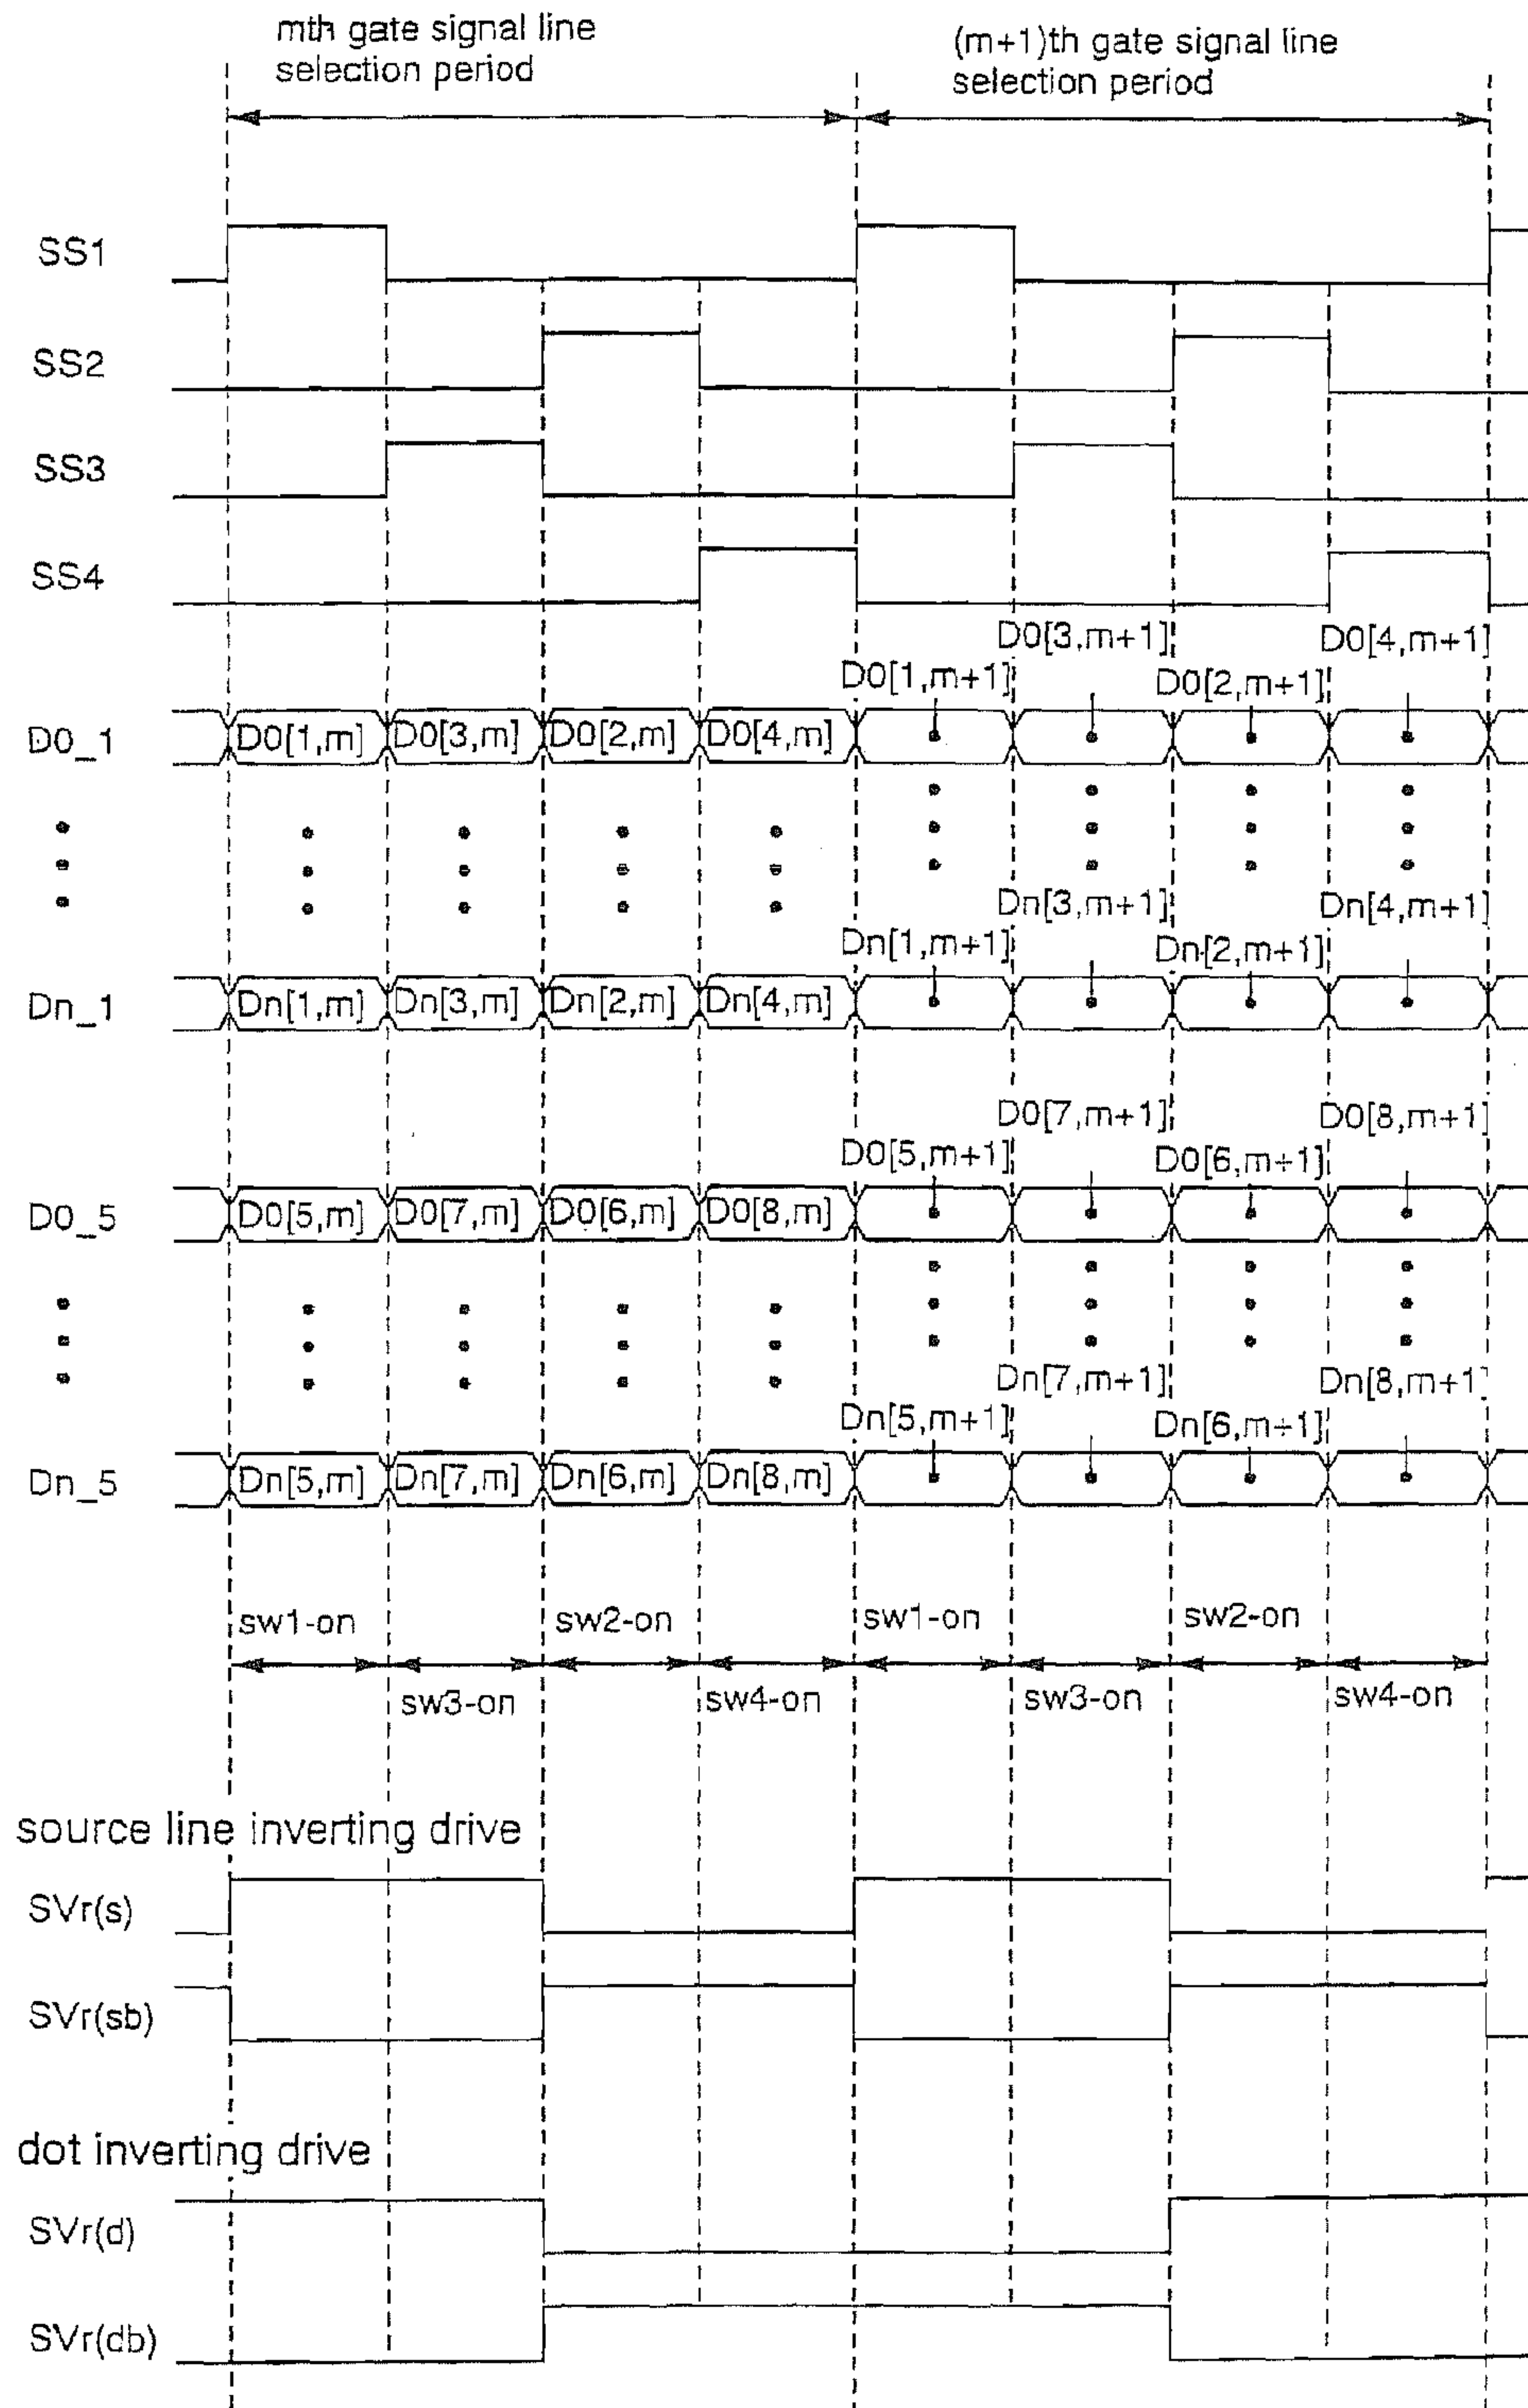 mth gate signal line
selection period
(m+1)th gate signal line
selection period
SS1
SS2
SS3
SS4
D0[3,m+1]
D0[4,m+1]
D0[1,m+1]
D0[2,m+1]
D0_1
D0[1,m]
D0[3,m]
D0[2,m]
D0[4,m]
Dn[3,m+1]
Dn[4,m+1]
Dn[1,m+1]
Dn[2,m+1]
Dn_1
Dn[1,m]
Dn[3,m]
Dn[2,m]
Dn[4,m]
D0[7,m+1]
D0[8,m+1]
D0[5,m+1]
D0[6,m+1]
D0_5
D0[5,m]
D0[7,m]
D0[6,m]
D0[8,m]
Dn[7,m+1]
Dn[8,m+1]
Dn[5,m+1]
Dn[6,m+1]
Dn_5
Dn[5,m]
Dn[7,m]
Dn[6,m]
Dn[8,m]
sw1-on
sw2-on
sw1-on
sw2-on
sw3-on
sw4-on
sw3-on
sw4-on
source line inverting drive
SVr(s)
SVr(sb)
dot inverting drive
SVr(d)
SVr(db)